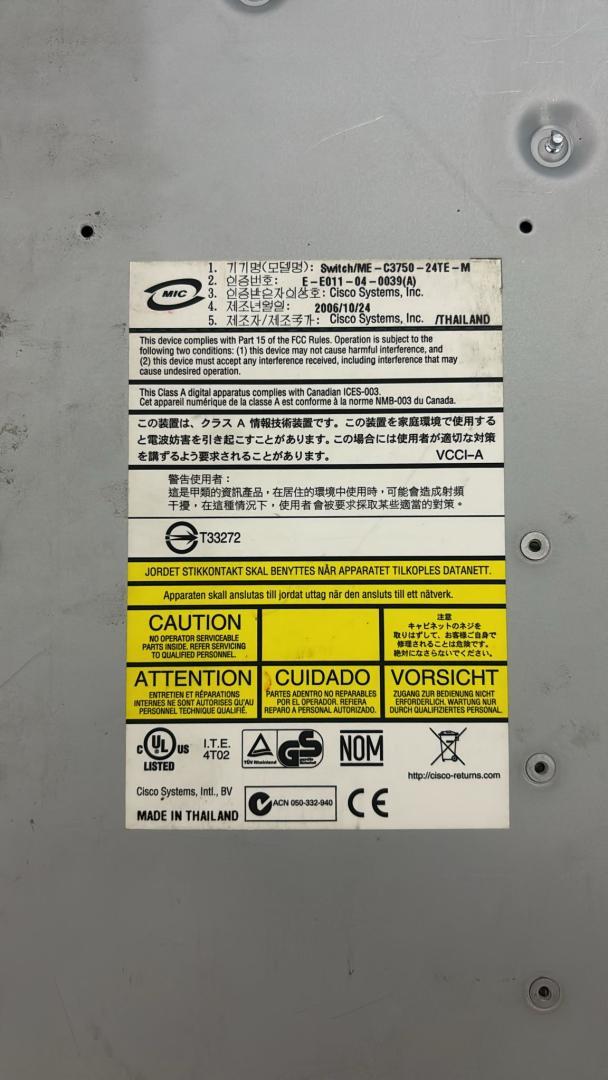 MIC
1. 기기명(모델명): Switch/ME-C3750-24TE-M
2. 인증번호: E-E011-04-0039(A)
3. 인증받은자의상호: Cisco Systems, Inc.
4. 제조년월일: 2006/10/24
5. 제조자/제조국가: Cisco Systems, Inc. /THAILAND
This device complies with Part 15 of the FCC Rules. Operation is subject to the
following two conditions: (1) this device may not cause harmful interference, and
(2) this device must accept any interference received, including interference that may
cause undesired operation.
This Class A digital apparatus complies with Canadian ICES-003.
Cet appareil numérique de la classe A est conforme à la norme NMB-003 du Canada.
この装置は、クラス A 情報技術装置です。この装置を家庭環境で使用する
と電波妨害を引き起こすことがあります。この場合には使用者が適切な対策
を講ずるよう要求されることがあります。 VCCI-A
警告使用者：
這是甲類的資訊產品，在居住的環境中使用時，可能會造成射頻
干擾，在這種情況下，使用者會被要求採取某些適當的對策。
T33272
JORDET STIKKONTAKT SKAL BENYTTES NÅR APPARATET TILKOPLES DATANETT.
Apparaten skall anslutas till jordat uttag när den ansluts till ett nätverk.
CAUTION
NO OPERATOR SERVICEABLE
PARTS INSIDE. REFER SERVICING
TO QUALIFIED PERSONNEL.
注意
キャビネットのネジを
取りはずして、お客様ご自身で
修理されることは危険です。
絶対になさらないでください。
ATTENTION
ENTRETIEN ET RÉPARATIONS
INTERNES NE SONT AUTORISES QU'AU
PERSONNEL TECHNIQUE QUALIFIÉ.
CUIDADO
PARTES ADENTRO NO REPARABLES
POR EL OPERADOR. REFIERA
REPARO A PERSONAL AUTORIZADO.
VORSICHT
ZUGANG ZUR BEDIENUNG NICHT
ERFORDERLICH. WARTUNG NUR
DURCH QUALIFIZIERTES PERSONAL.
C UL US
LISTED
I.T.E.
4T02
TÜV Rheinland
GS
geprüfte Sicherheit
NOM
http://cisco-returns.com
Cisco Systems, Intl., BV
MADE IN THAILAND
ACN 050-332-940
CE